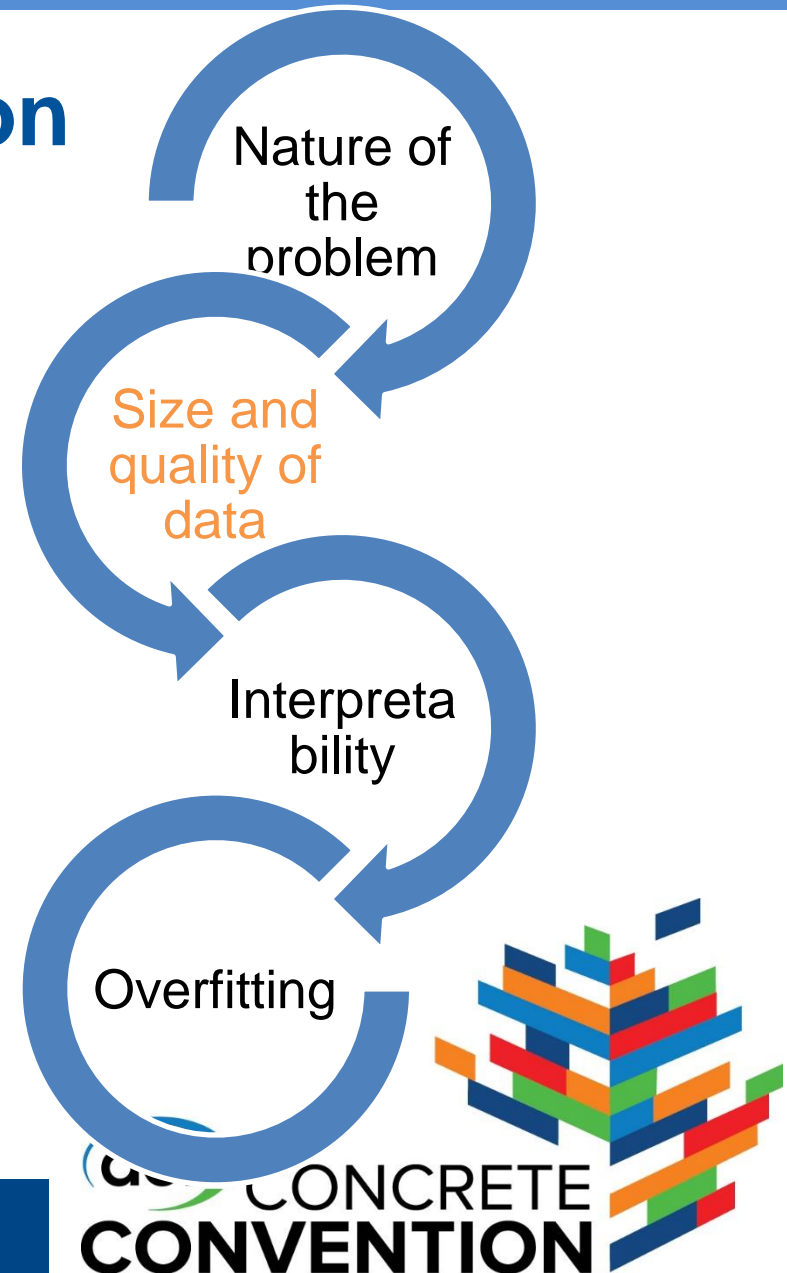 on
Nature of
the
problem
Size and
quality of
data
Interpreta
bility
Overfitting
CONCRETE
CONVENTION